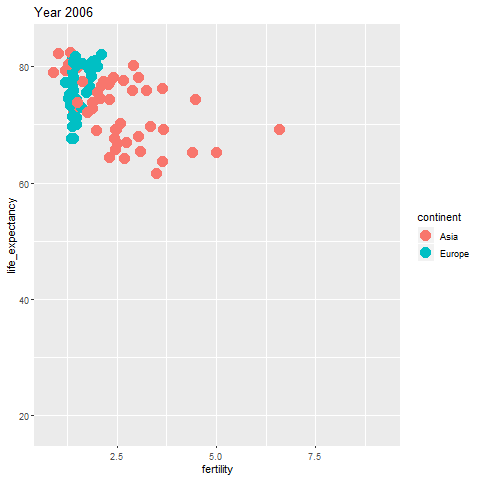 Year 2006
life_expectancy
80
60
40
20
2.5
5.0
7.5
fertility
continent
Asia
Europe